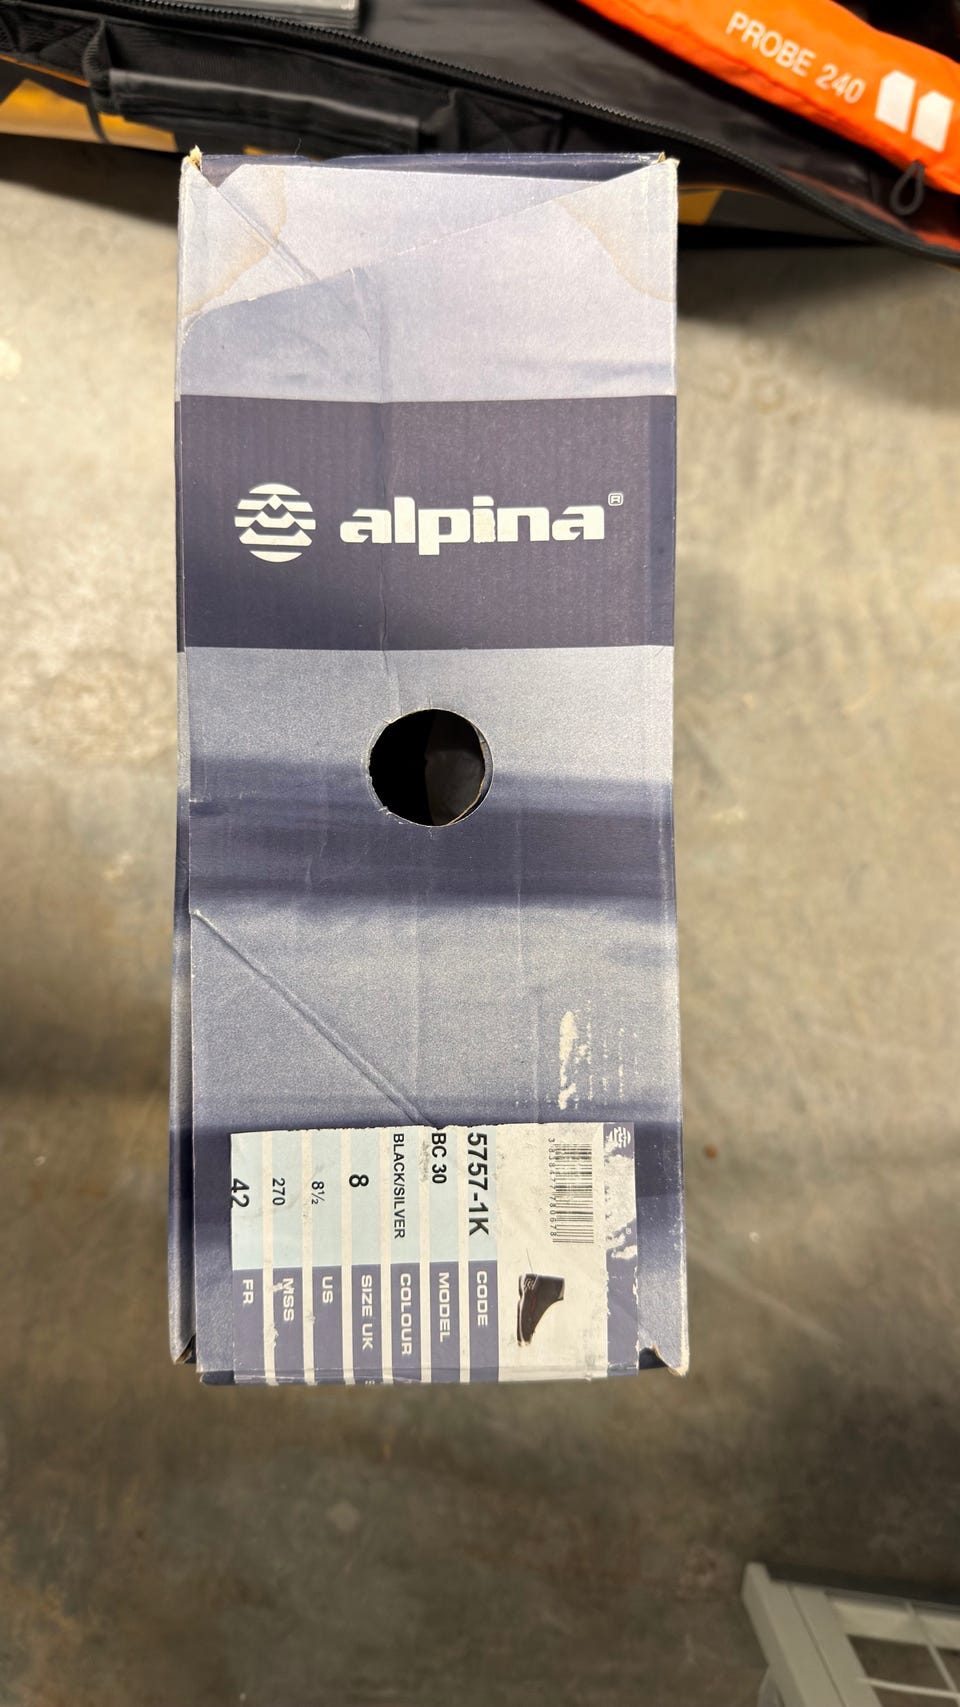 PROBE 240
alpina®
5757-1K CODE
BC 30 MODEL
BLACK/SILVER COLOUR
8 SIZE UK
8½ US
270 MSS
42 FR